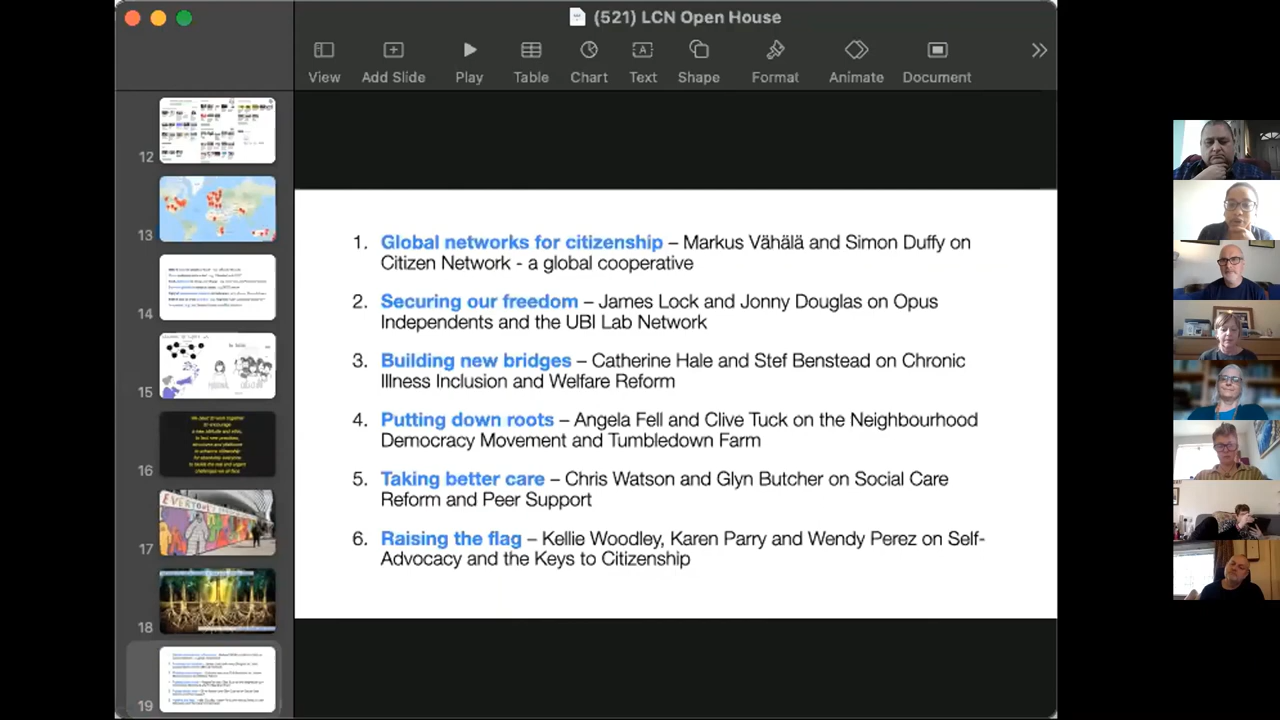 (521) LCN Open House
View Add Slide Play Table Chart Text Shape Format Animate Document
12
13
14
15
16
17
18
19
1. Global networks for citizenship – Markus Vähälä and Simon Duffy on
Citizen Network - a global cooperative
2. Securing our freedom – James Lock and Jonny Douglas on Opus
Independents and the UBI Lab Network
3. Building new bridges – Catherine Hale and Stef Benstead on Chronic
Illness Inclusion and Welfare Reform
4. Putting down roots – Angela Fell and Clive Tuck on the Neighbourhood
Democracy Movement and Tumbledown Farm
5. Taking better care – Chris Watson and Glyn Butcher on Social Care
Reform and Peer Support
6. Raising the flag – Kellie Woodley, Karen Parry and Wendy Perez on Self-
Advocacy and the Keys to Citizenship